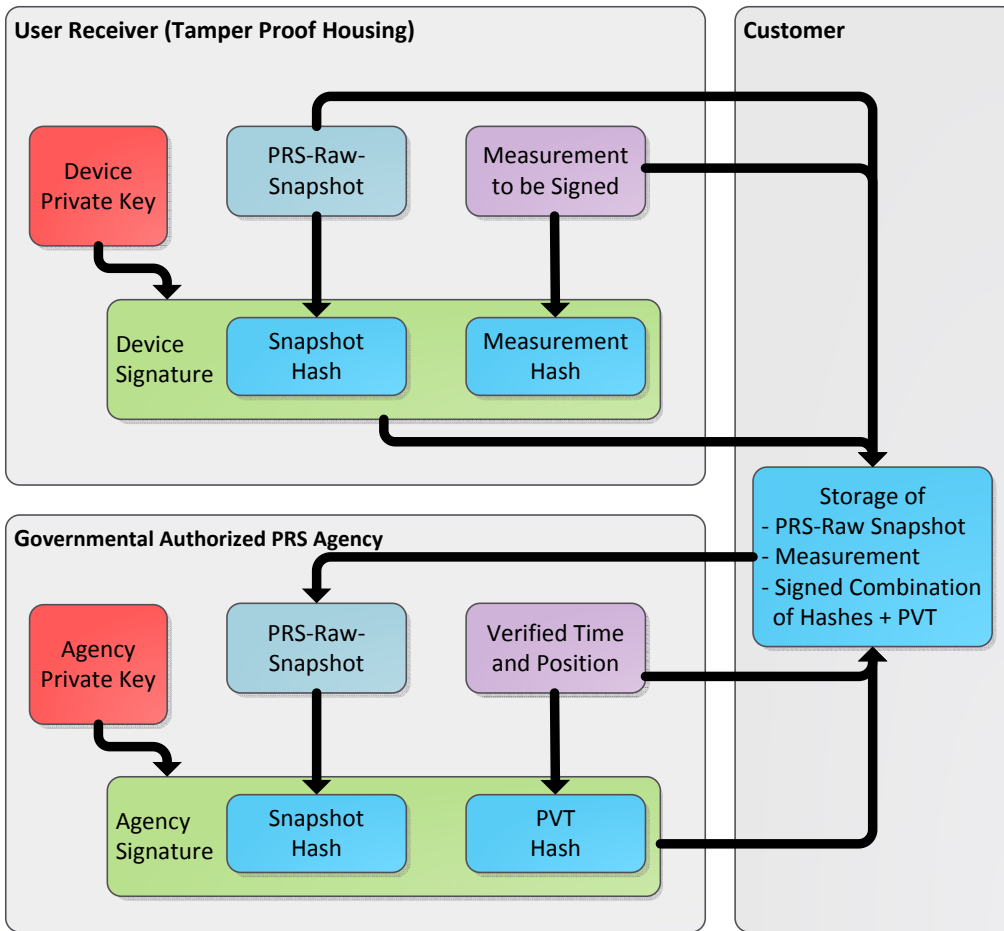 User Receiver (Tamper Proof Housing)
Customer
Device
Private Key
PRS-Raw-
Snapshot
Measurement
to be Signed
Device
Signature
Snapshot
Hash
Measurement
Hash
Storage of
- PRS-Raw Snapshot
- Measurement
- Signed Combination
of Hashes + PVT
Governmental Authorized PRS Agency
Agency
Private Key
PRS-Raw-
Snapshot
Verified Time
and Position
Agency
Signature
Snapshot
Hash
PVT
Hash